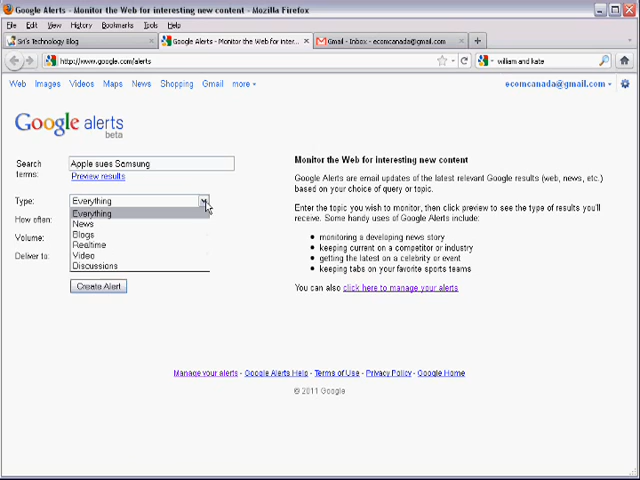 Google Alerts - Monitor the Web for interesting new content - Mozilla Firefox
File Edit View History Bookmarks Tools Help
Sri's Technology Blog
Google Alerts - Monitor the Web for inter...
Gmail - Inbox - ecomcanada@gmail.com
http://www.google.com/alerts
william and kate
Web Images Videos Maps News Shopping Gmail more
ecomcanada@gmail.com
Google alerts
beta
Search terms:
Apple sues Samsung
Preview results
Type:
Everything
Everything
News
Blogs
Realtime
Video
Discussions
How often:
Volume:
Deliver to:
Create Alert
Monitor the Web for interesting new content
Google Alerts are email updates of the latest relevant Google results (web, news, etc.)
based on your choice of query or topic.
Enter the topic you wish to monitor, then click preview to see the type of results you'll
receive. Some handy uses of Google Alerts include:
monitoring a developing news story
keeping current on a competitor or industry
getting the latest on a celebrity or event
keeping tabs on your favorite sports teams
You can also click here to manage your alerts
Manage your alerts - Google Alerts Help - Terms of Use - Privacy Policy - Google Home
© 2011 Google